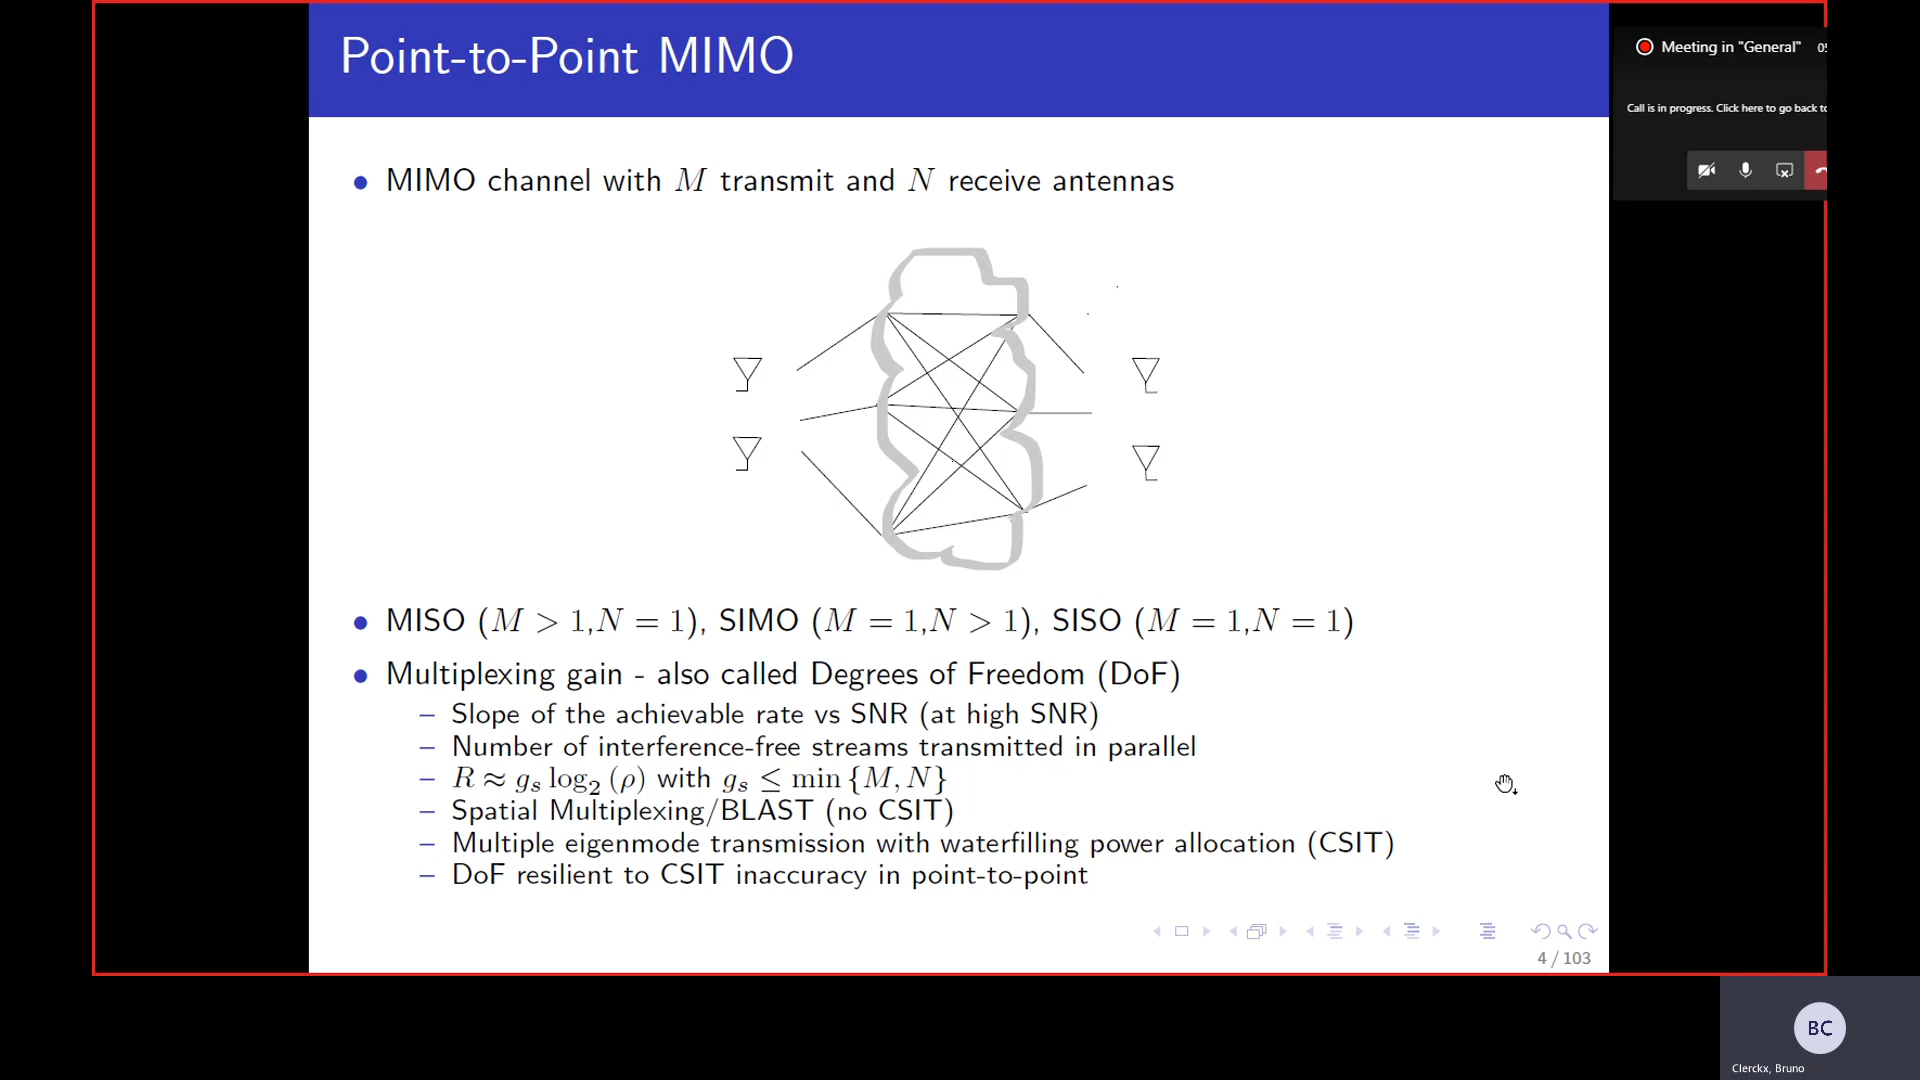 Point-to-Point MIMO
Meeting in "General"
Call is in progress. Click here to go back to
• MIMO channel with M transmit and N receive antennas
• MISO (M > 1,N = 1), SIMO (M = 1,N > 1), SISO (M = 1,N = 1)
• Multiplexing gain - also called Degrees of Freedom (DoF)
– Slope of the achievable rate vs SNR (at high SNR)
– Number of interference-free streams transmitted in parallel
– R ≈ g_s log_2 (ρ) with g_s ≤ min {M, N}
– Spatial Multiplexing/BLAST (no CSIT)
– Multiple eigenmode transmission with waterfilling power allocation (CSIT)
– DoF resilient to CSIT inaccuracy in point-to-point
4 / 103
BC
Clerckx, Bruno